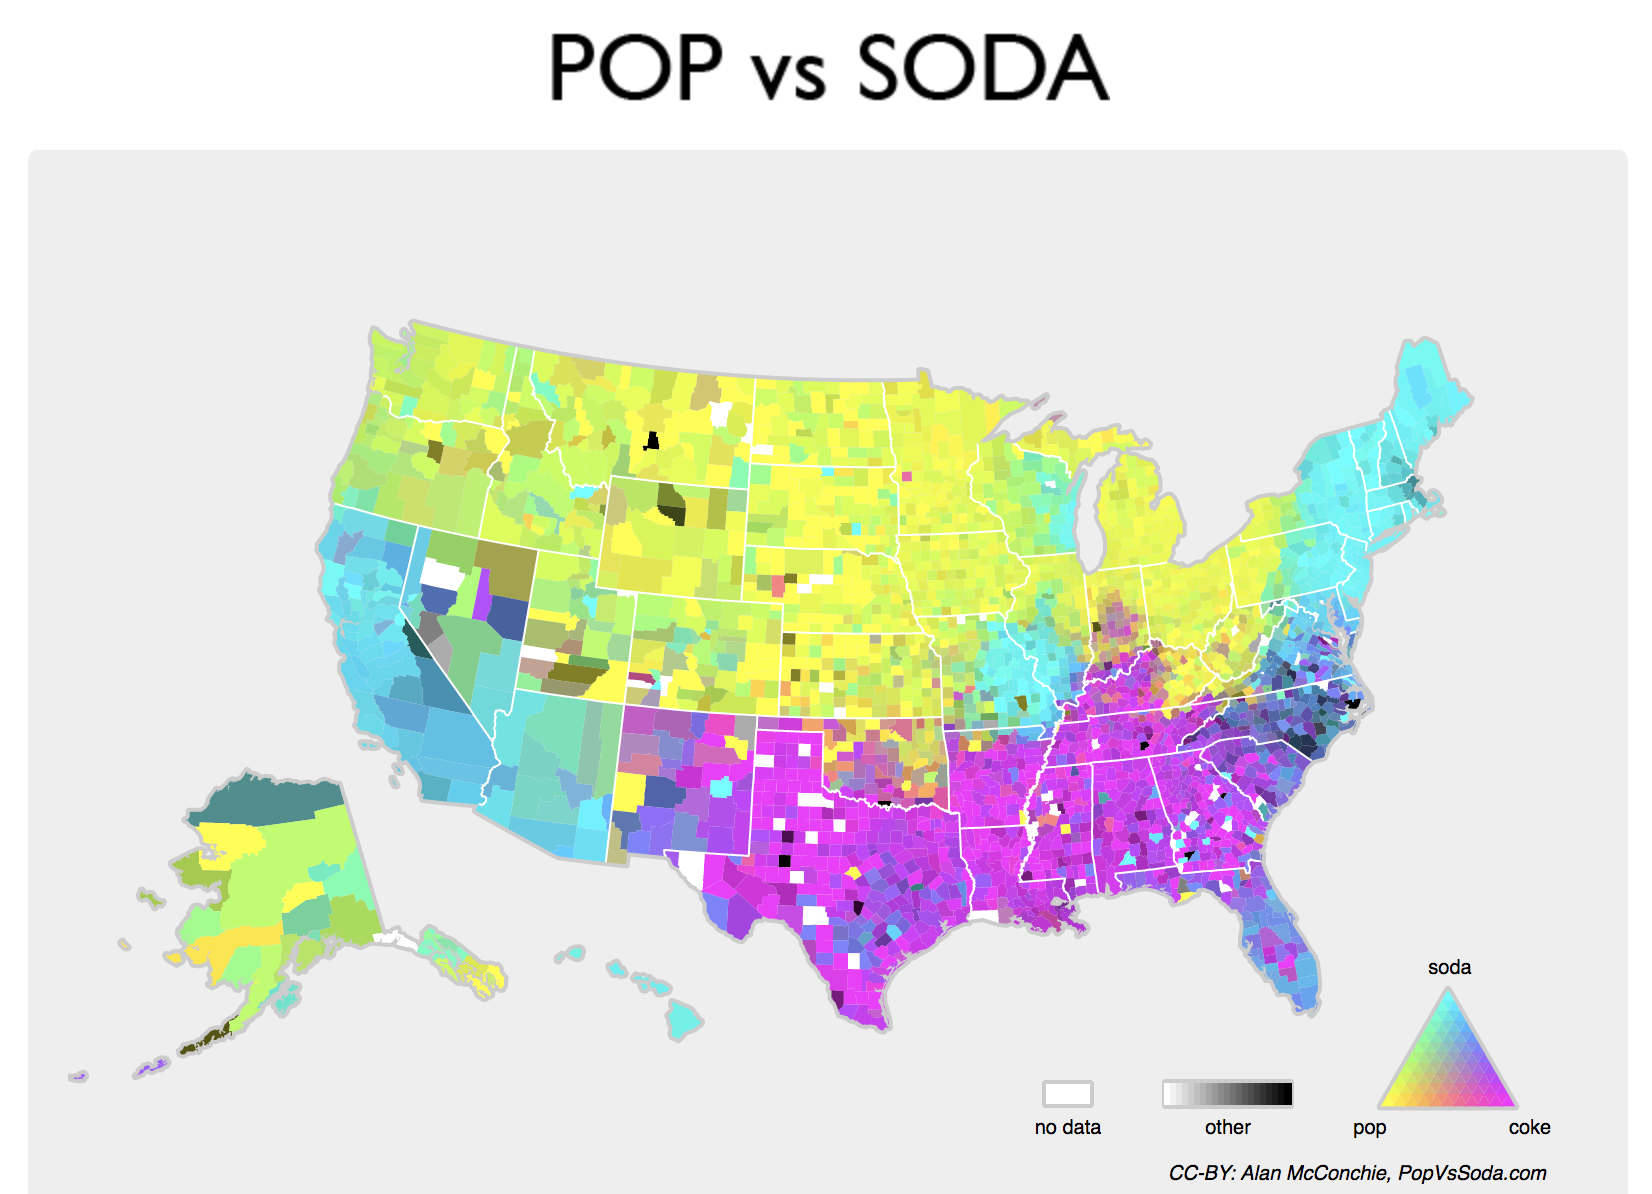 POP vs SODA
soda
no data
other
pop
coke
CC-BY: Alan McConchie, PopVsSoda.com